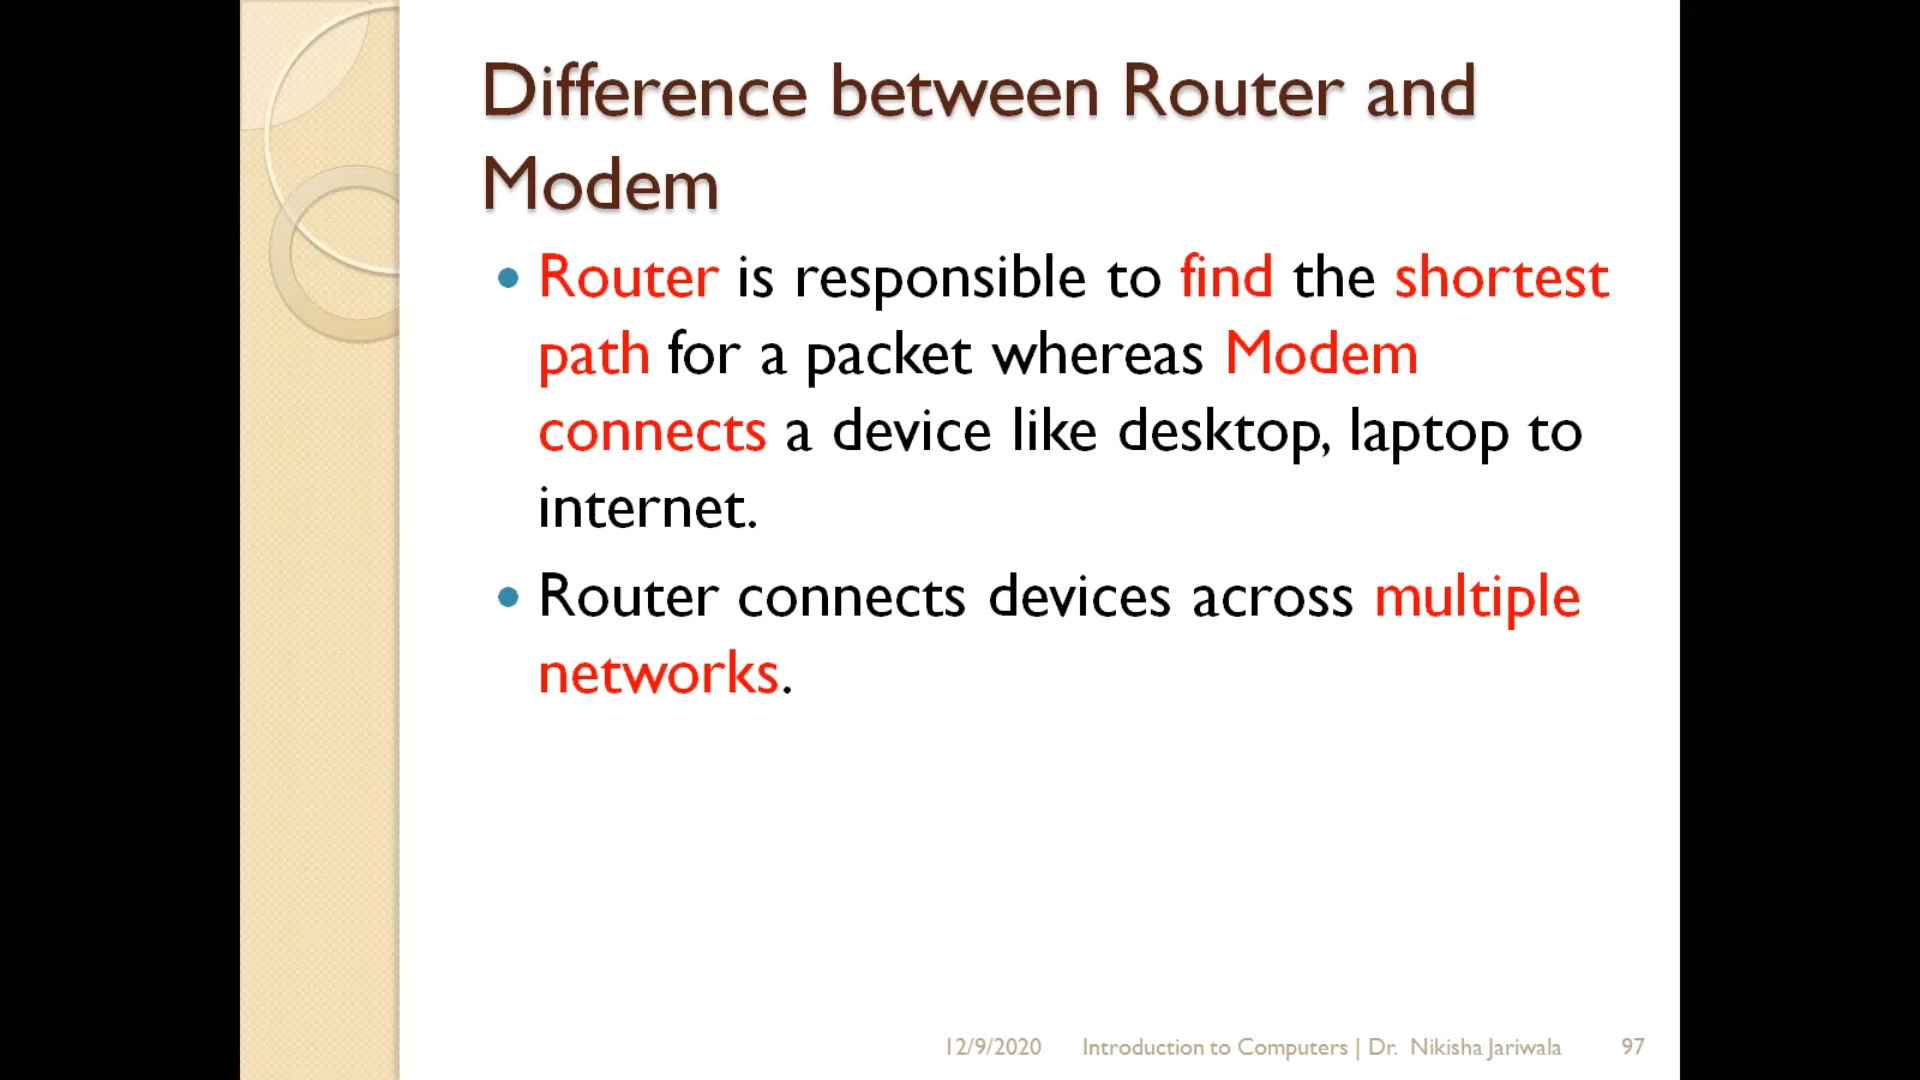 Difference between Router and
Modem
• Router is responsible to find the shortest
path for a packet whereas Modem
connects a device like desktop, laptop to
internet.
• Router connects devices across multiple
networks.
12/9/2020 Introduction to Computers | Dr. Nikisha Jariwala 97